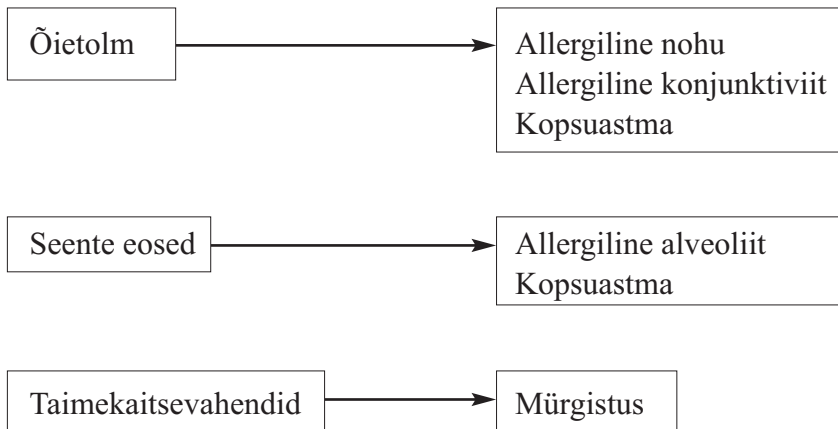 Õietolm
Allergiline nohu
Allergiline konjunktiviit
Kopsuastma
Seente eosed
Allergiline alveoliit
Kopsuastma
Taimekaitsevahendid
Mürgistus